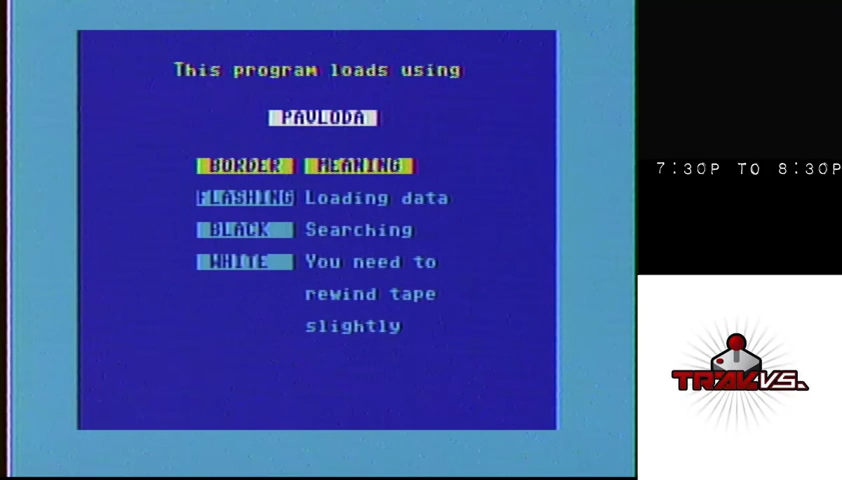 This program loads using
PAVLODA
BORDER MEANING
FLASHING Loading data
BLACK Searching
WHITE You need to
rewind tape
slightly
7:30P TO 8:30P
TRAVVS.